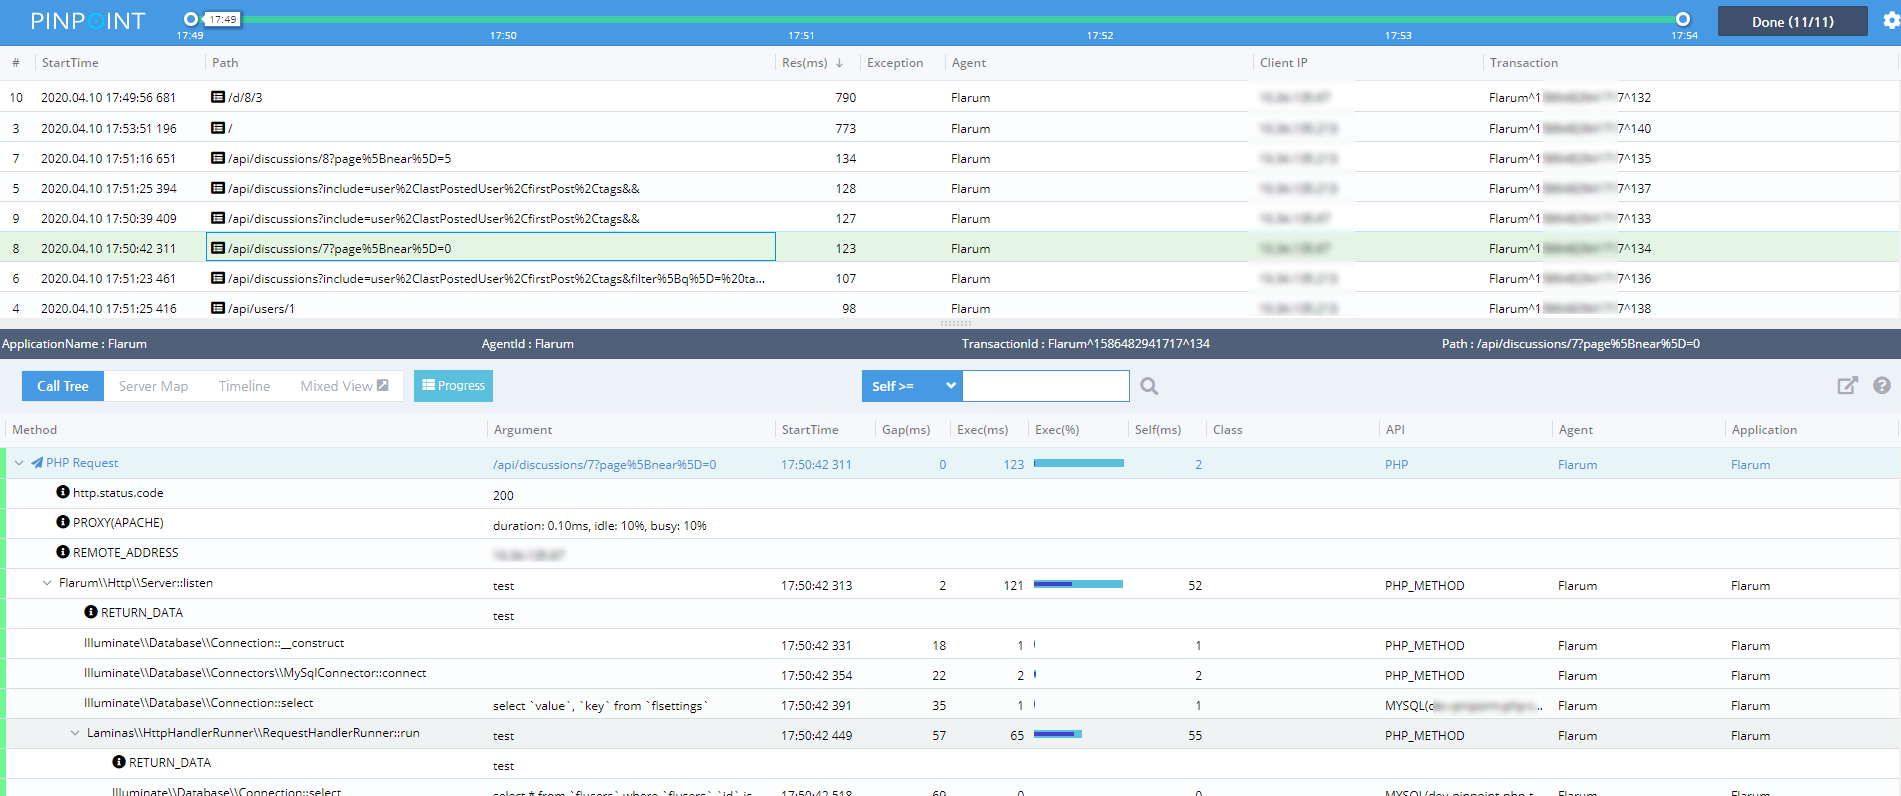 PINPOINT
17:49
Done (11/11)
17:49 17:50 17:51 17:52 17:53 17:54
# StartTime Path Res(ms) ↓ Exception Agent Client IP Transaction
10 2020.04.10 17:49:56 681 /d/8/3 790 Flarum Flarum^1 7^132
3 2020.04.10 17:53:51 196 / 773 Flarum Flarum^1 7^140
7 2020.04.10 17:51:16 651 /api/discussions/8?page%5Bnear%5D=5 134 Flarum Flarum^1 7^135
5 2020.04.10 17:51:25 394 /api/discussions?include=user%2ClastPostedUser%2CfirstPost%2Ctags&& 128 Flarum Flarum^1 7^137
9 2020.04.10 17:50:39 409 /api/discussions?include=user%2ClastPostedUser%2CfirstPost%2Ctags&& 127 Flarum Flarum^1 7^133
8 2020.04.10 17:50:42 311 /api/discussions/7?page%5Bnear%5D=0 123 Flarum Flarum^1 7^134
6 2020.04.10 17:51:23 461 /api/discussions?include=user%2ClastPostedUser%2CfirstPost%2Ctags&filter%5Bq%5D=%20ta... 107 Flarum Flarum^1 7^136
4 2020.04.10 17:51:25 416 /api/users/1 98 Flarum Flarum^1 7^138
ApplicationName : Flarum AgentId : Flarum TransactionId : Flarum^1586482941717^134 Path : /api/discussions/7?page%5Bnear%5D=0
Call Tree Server Map Timeline Mixed View Progress Self >=
Method Argument StartTime Gap(ms) Exec(ms) Exec(%) Self(ms) Class API Agent Application
PHP Request /api/discussions/7?page%5Bnear%5D=0 17:50:42 311 0 123 2 PHP Flarum Flarum
http.status.code 200
PROXY(APACHE) duration: 0.10ms, idle: 10%, busy: 10%
REMOTE_ADDRESS
Flarum\\Http\\Server::listen test 17:50:42 313 2 121 52 PHP_METHOD Flarum Flarum
RETURN_DATA test
Illuminate\\Database\\Connection::__construct 17:50:42 331 18 1 1 PHP_METHOD Flarum Flarum
Illuminate\\Database\\Connectors\\MySqlConnector::connect 17:50:42 354 22 2 2 PHP_METHOD Flarum Flarum
Illuminate\\Database\\Connection::select select `value`, `key` from `flsettings` 17:50:42 391 35 1 1 MYSQL( Flarum Flarum
Laminas\\HttpHandlerRunner\\RequestHandlerRunner::run test 17:50:42 449 57 65 55 PHP_METHOD Flarum Flarum
RETURN_DATA test
Illuminate\\Database\\Connection::select select * from `flusers` where `flusers`.`id` is 17:50:42 518 69 0 0 MYSQL(dev-pinpoint-php-t Flarum Flarum